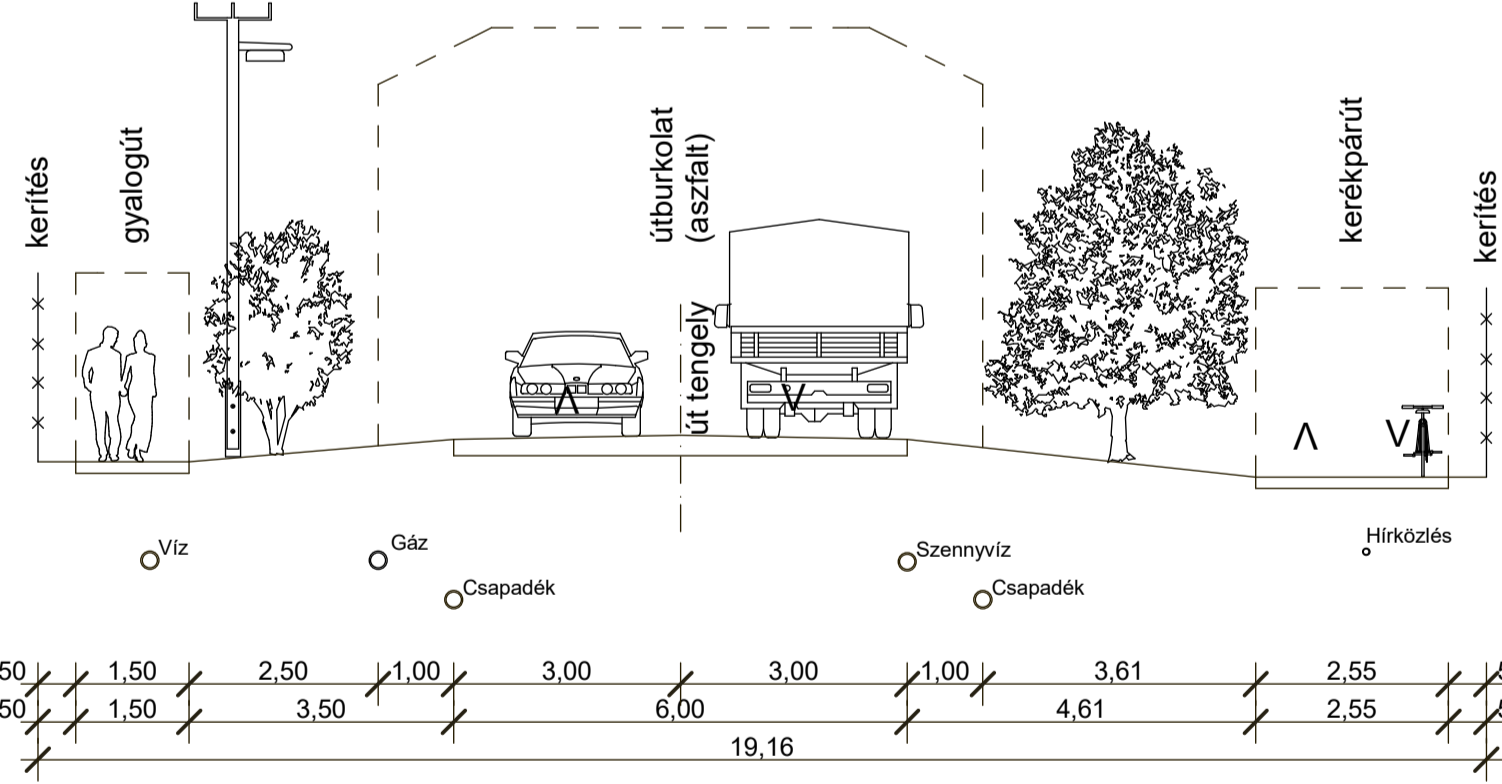 kerítés
gyalogút
útburkolat
(aszfalt)
út tengely
kerékpárút
kerítés
Λ
V
Λ
V
Víz
Gáz
Csapadék
Szennyvíz
Csapadék
Hírközlés
50 1,50 2,50 1,00 3,00 3,00 1,00 3,61 2,55
50 1,50 3,50 6,00 4,61 2,55
19,16